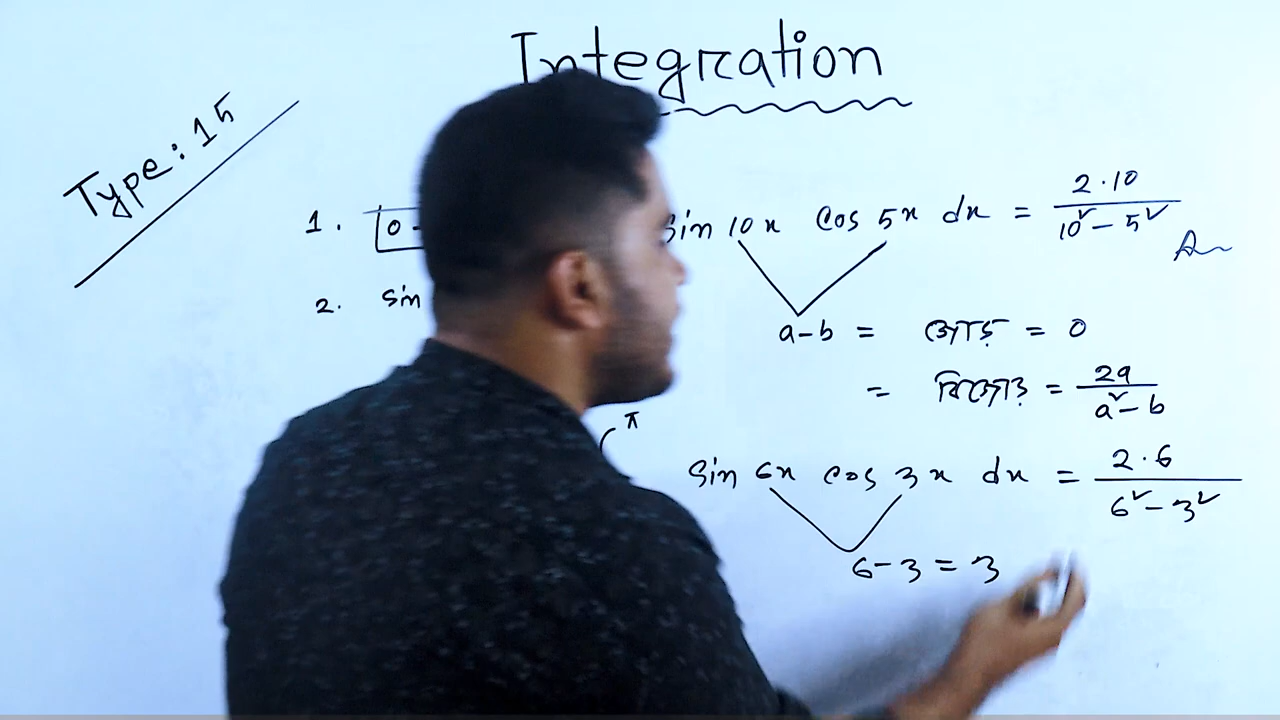 Integration
Type: 15
1. 0 - sin 10x cos 5x dx = 2·10 / 10² - 5² Ans
2. sin
a-b = জোড় = 0
= বিজোড় = 2a / a² - b
π
sin 6x cos 3x dx = 2·6 / 6² - 3²
6-3 = 3